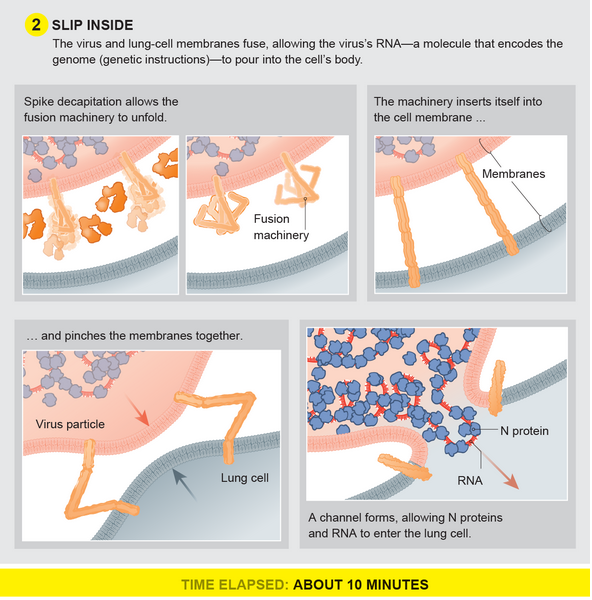 2 SLIP INSIDE
The virus and lung-cell membranes fuse, allowing the virus’s RNA—a molecule that encodes the
genome (genetic instructions)—to pour into the cell’s body.
Spike decapitation allows the
fusion machinery to unfold.
Fusion
machinery
The machinery inserts itself into
the cell membrane ...
Membranes
... and pinches the membranes together.
Virus particle
Lung cell
N protein
RNA
A channel forms, allowing N proteins
and RNA to enter the lung cell.
TIME ELAPSED: ABOUT 10 MINUTES